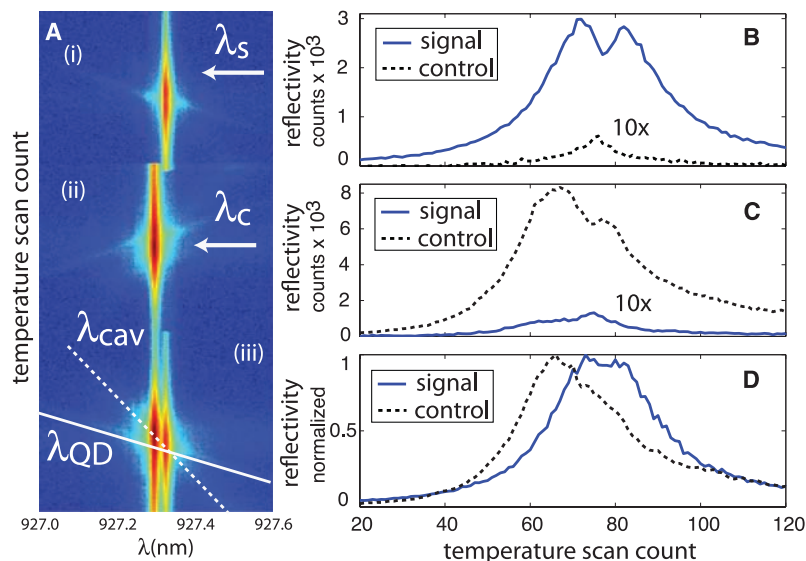 A
(i)
λS
(ii)
λC
λcav
(iii)
λQD
temperature scan count
927.0 927.2 927.4 927.6
λ(nm)
B
signal
control
10x
reflectivity
counts x 10³
3
2
1
0
C
signal
control
10x
reflectivity
counts x 10³
8
6
4
2
0
D
signal
control
reflectivity
normalized
1
0.5
0
20 40 60 80 100 120
temperature scan count